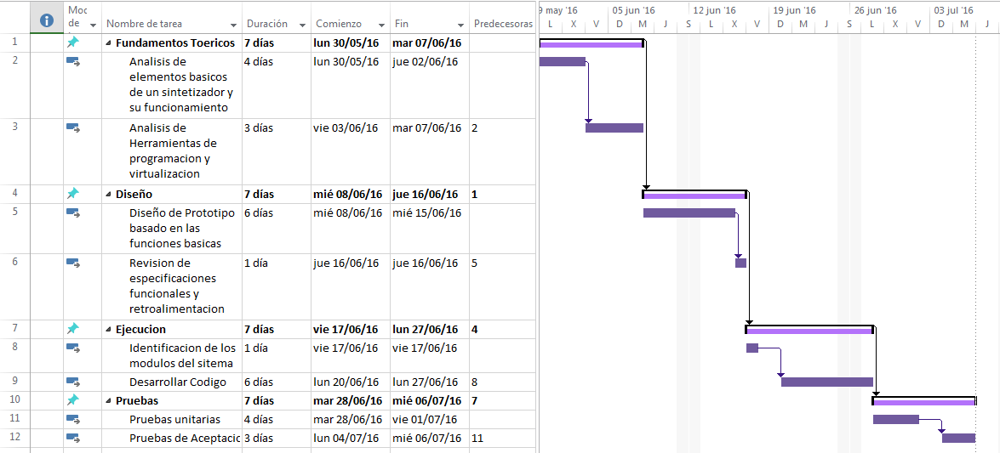 Moc de
Nombre de tarea
Duración
Comienzo
Fin
Predecesoras
9 may '16
05 jun '16
12 jun '16
19 jun '16
26 jun '16
03 jul '16
L X V D M J S L X V D M J S L X V D M J
1 Fundamentos Toericos 7 días lun 30/05/16 mar 07/06/16
2 Analisis de 4 días lun 30/05/16 jue 02/06/16
elementos basicos
de un sintetizador y
su funcionamiento
3 Analisis de 3 días vie 03/06/16 mar 07/06/16 2
Herramientas de
programacion y
virtualizacion
4 Diseño 7 días mié 08/06/16 jue 16/06/16 1
5 Diseño de Prototipo 6 días mié 08/06/16 mié 15/06/16
basado en las
funciones basicas
6 Revision de 1 día jue 16/06/16 jue 16/06/16 5
especificaciones
funcionales y
retroalimentacion
7 Ejecucion 7 días vie 17/06/16 lun 27/06/16 4
8 Identificacion de los 1 día vie 17/06/16 vie 17/06/16
modulos del sitema
9 Desarrollar Codigo 6 días lun 20/06/16 lun 27/06/16 8
10 Pruebas 7 días mar 28/06/16 mié 06/07/16 7
11 Pruebas unitarias 4 días mar 28/06/16 vie 01/07/16
12 Pruebas de Aceptacic 3 días lun 04/07/16 mié 06/07/16 11